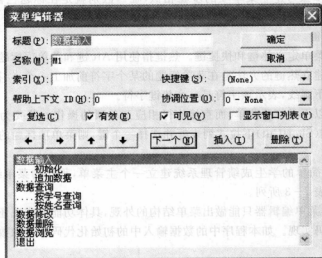 菜单编辑器
标题(P): 数据输入
确定
名称(M): M1
取消
索引(X):
快捷键(S): (None)
帮助上下文 ID(H): 0
协调位置(O): 0 - None
复选(C)
有效(E)
可见(V)
显示窗口列表(W)
下一个(N)
插入(I)
删除(T)
数据输入
....初始化
....追加数据
数据查询
....按学号查询
....按姓名查询
数据修改
数据删除
数据浏览
退出